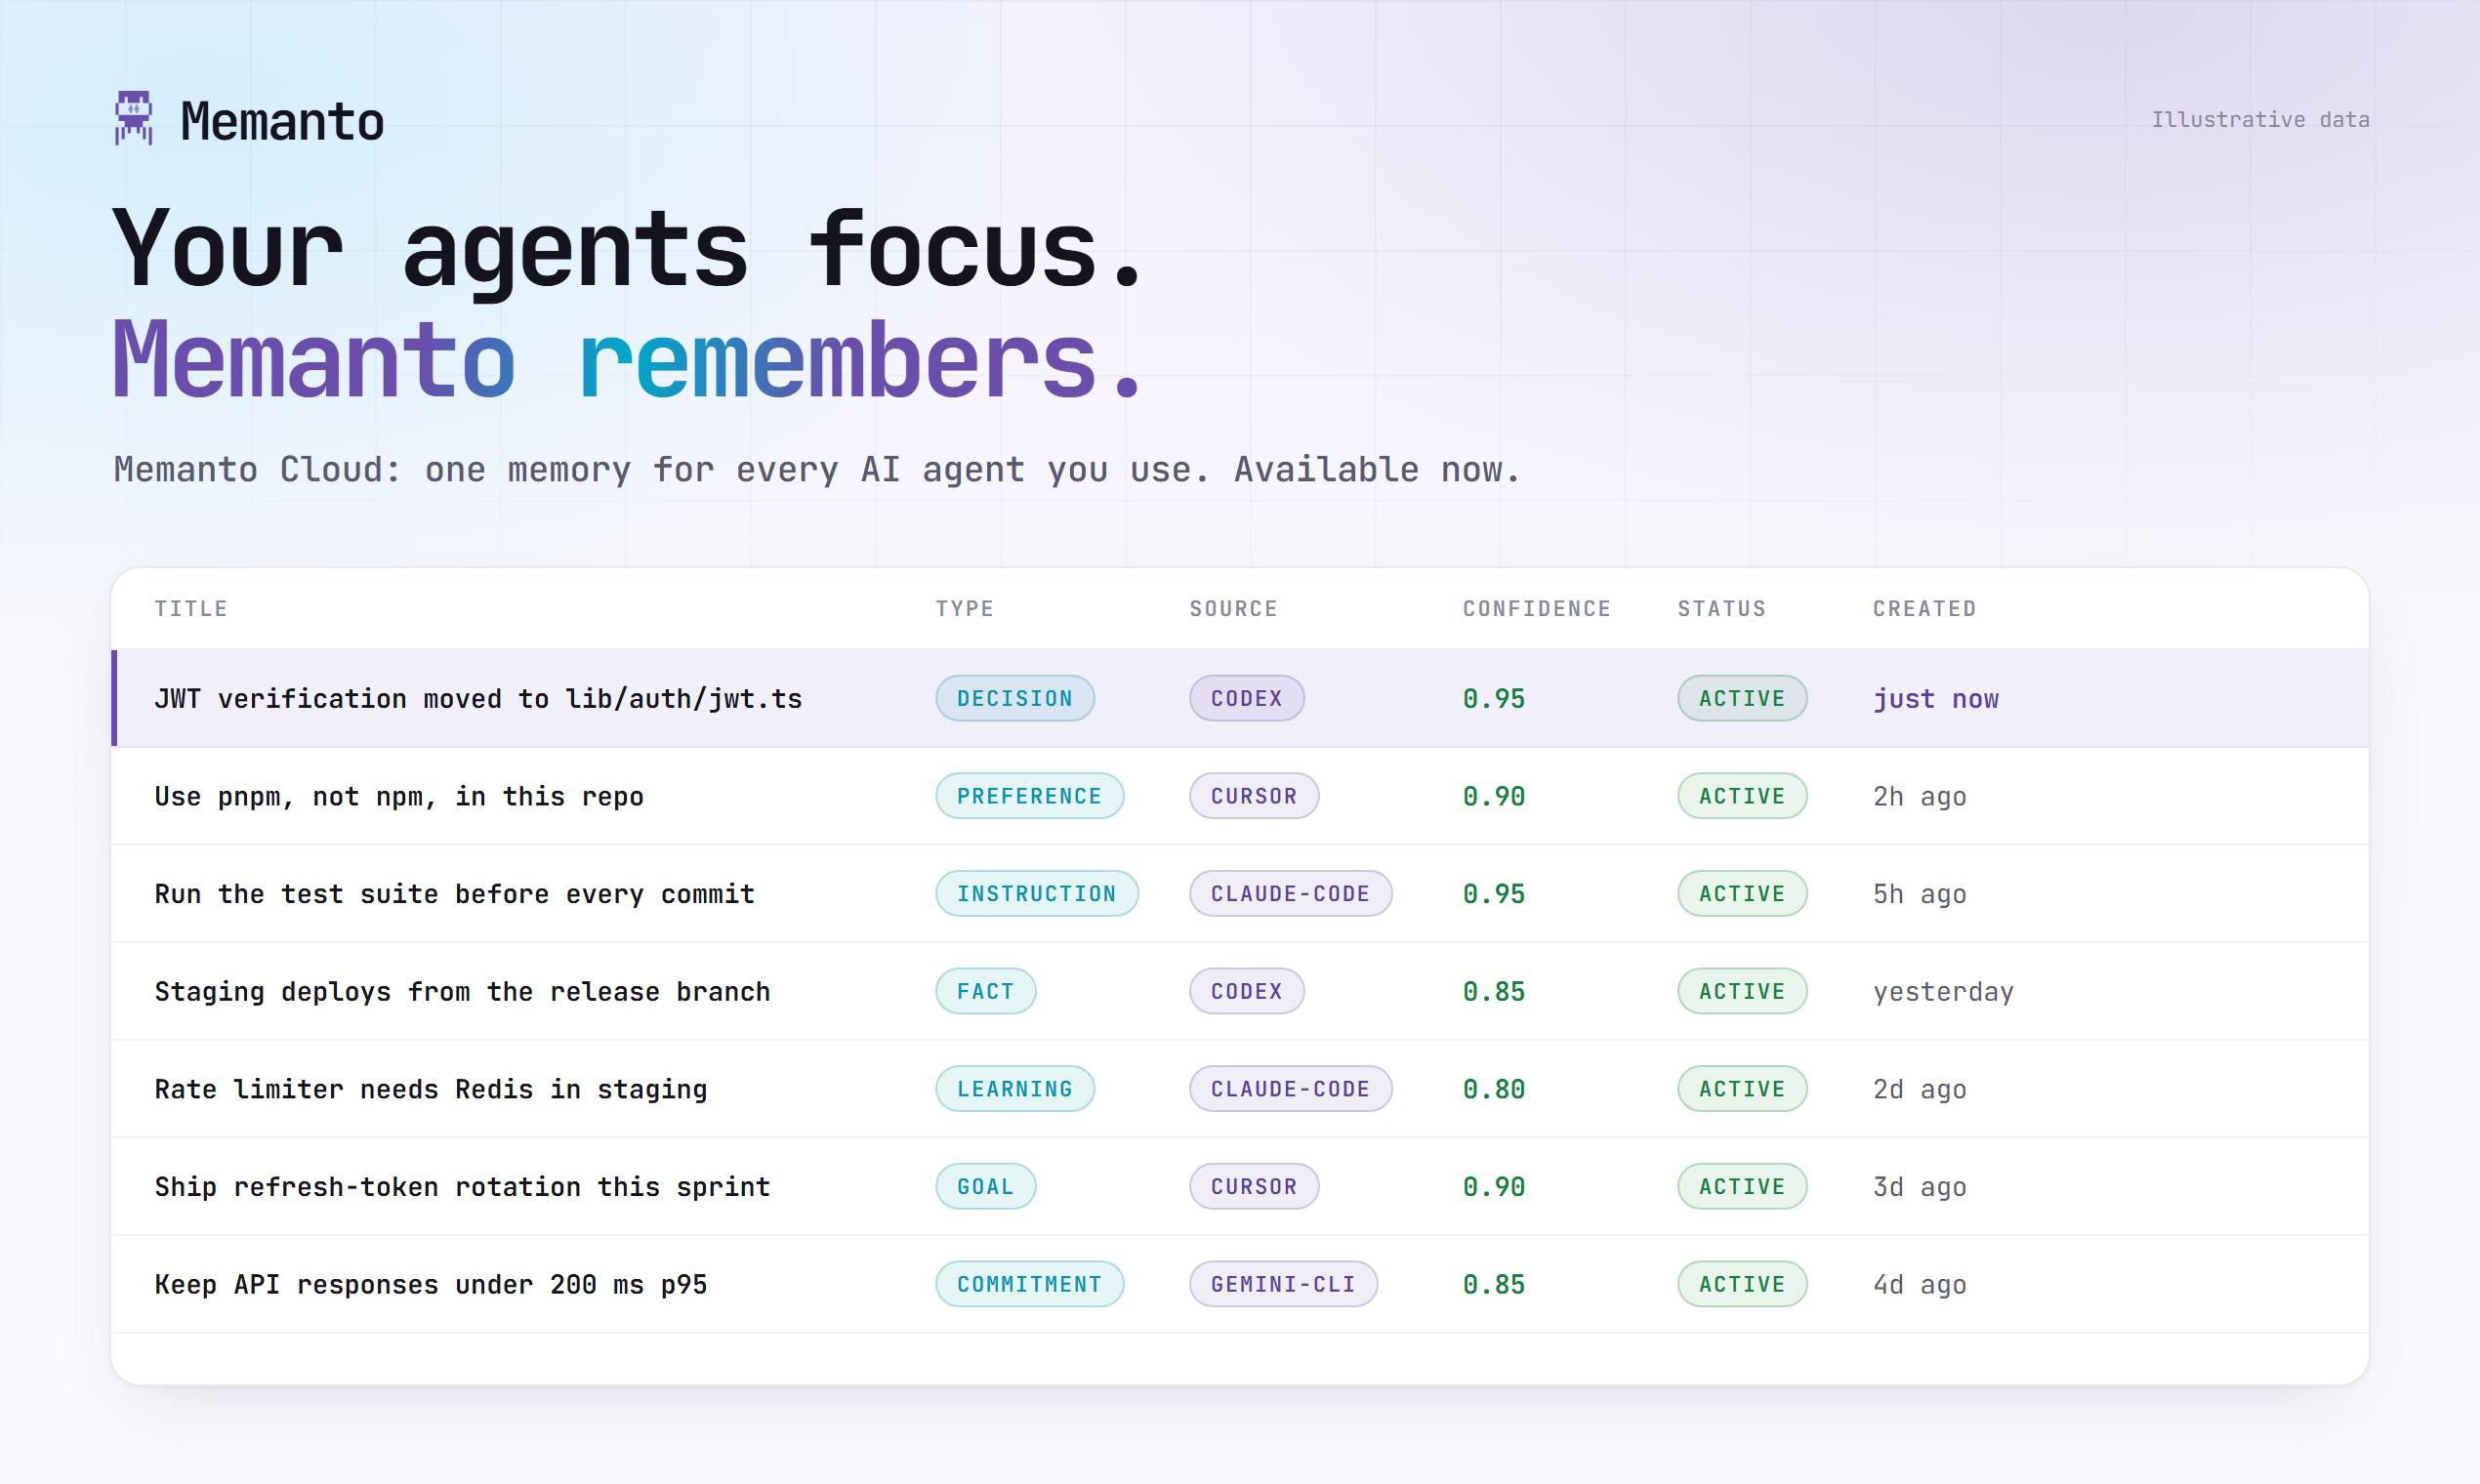 Memanto
Illustrative data
Your agents focus.
Memanto remembers.
Memanto Cloud: one memory for every AI agent you use. Available now.
TITLE TYPE SOURCE CONFIDENCE STATUS CREATED
JWT verification moved to lib/auth/jwt.ts DECISION CODEX 0.95 ACTIVE just now
Use pnpm, not npm, in this repo PREFERENCE CURSOR 0.90 ACTIVE 2h ago
Run the test suite before every commit INSTRUCTION CLAUDE-CODE 0.95 ACTIVE 5h ago
Staging deploys from the release branch FACT CODEX 0.85 ACTIVE yesterday
Rate limiter needs Redis in staging LEARNING CLAUDE-CODE 0.80 ACTIVE 2d ago
Ship refresh-token rotation this sprint GOAL CURSOR 0.90 ACTIVE 3d ago
Keep API responses under 200 ms p95 COMMITMENT GEMINI-CLI 0.85 ACTIVE 4d ago